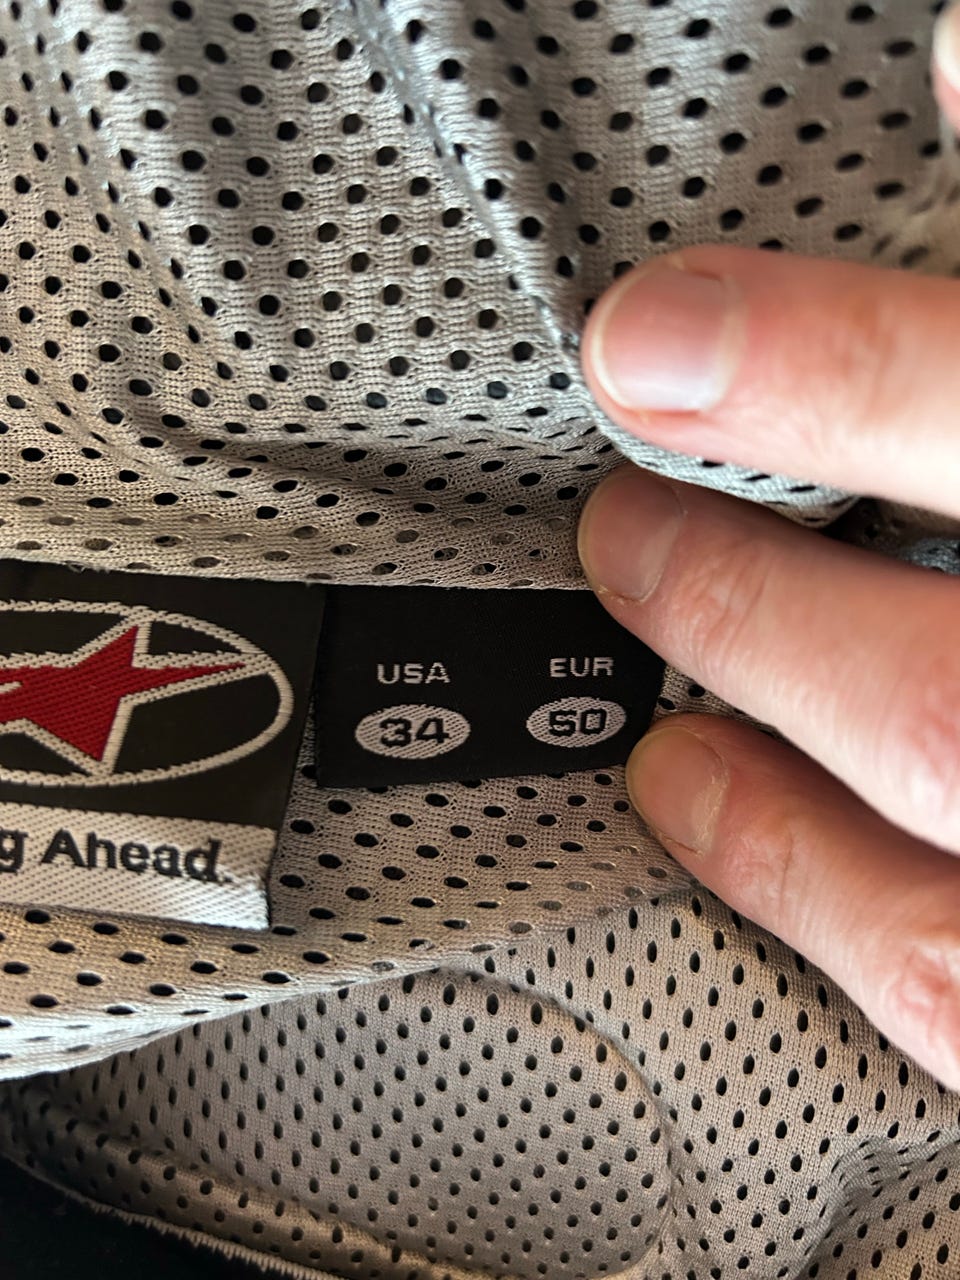 USA EUR
34 50
g Ahead.